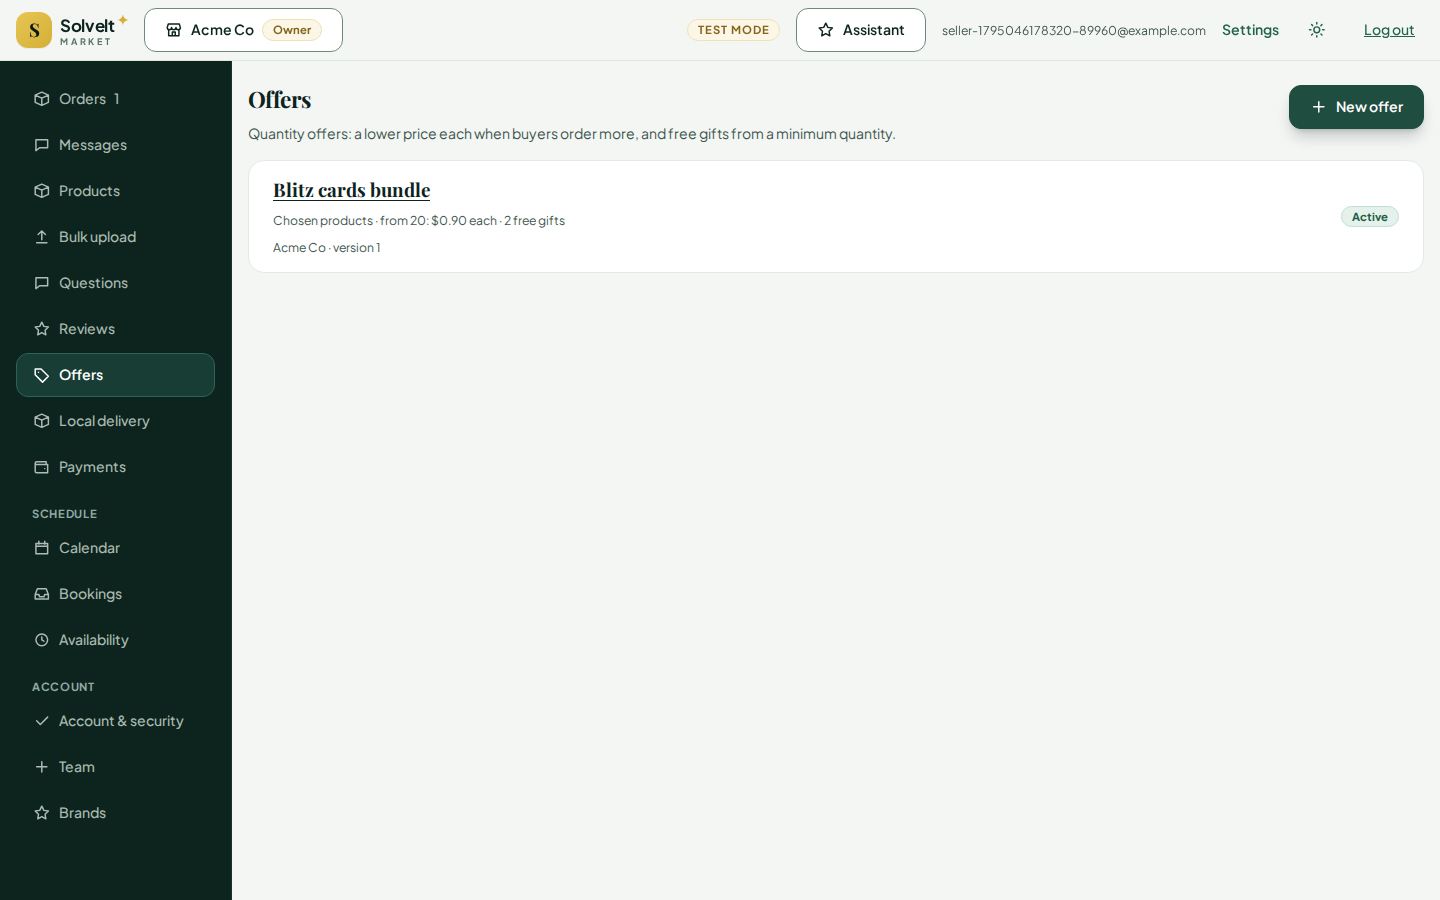 S
SolveIt
MARKET
Acme Co Owner
TEST MODE
Assistant
seller-1795046178320-89960@example.com
Settings
Log out
Orders 1
Messages
Products
Bulk upload
Questions
Reviews
Offers
Local delivery
Payments
SCHEDULE
Calendar
Bookings
Availability
ACCOUNT
Account & security
Team
Brands
Offers
Quantity offers: a lower price each when buyers order more, and free gifts from a minimum quantity.
New offer
Blitz cards bundle
Chosen products · from 20: $0.90 each · 2 free gifts
Acme Co · version 1
Active